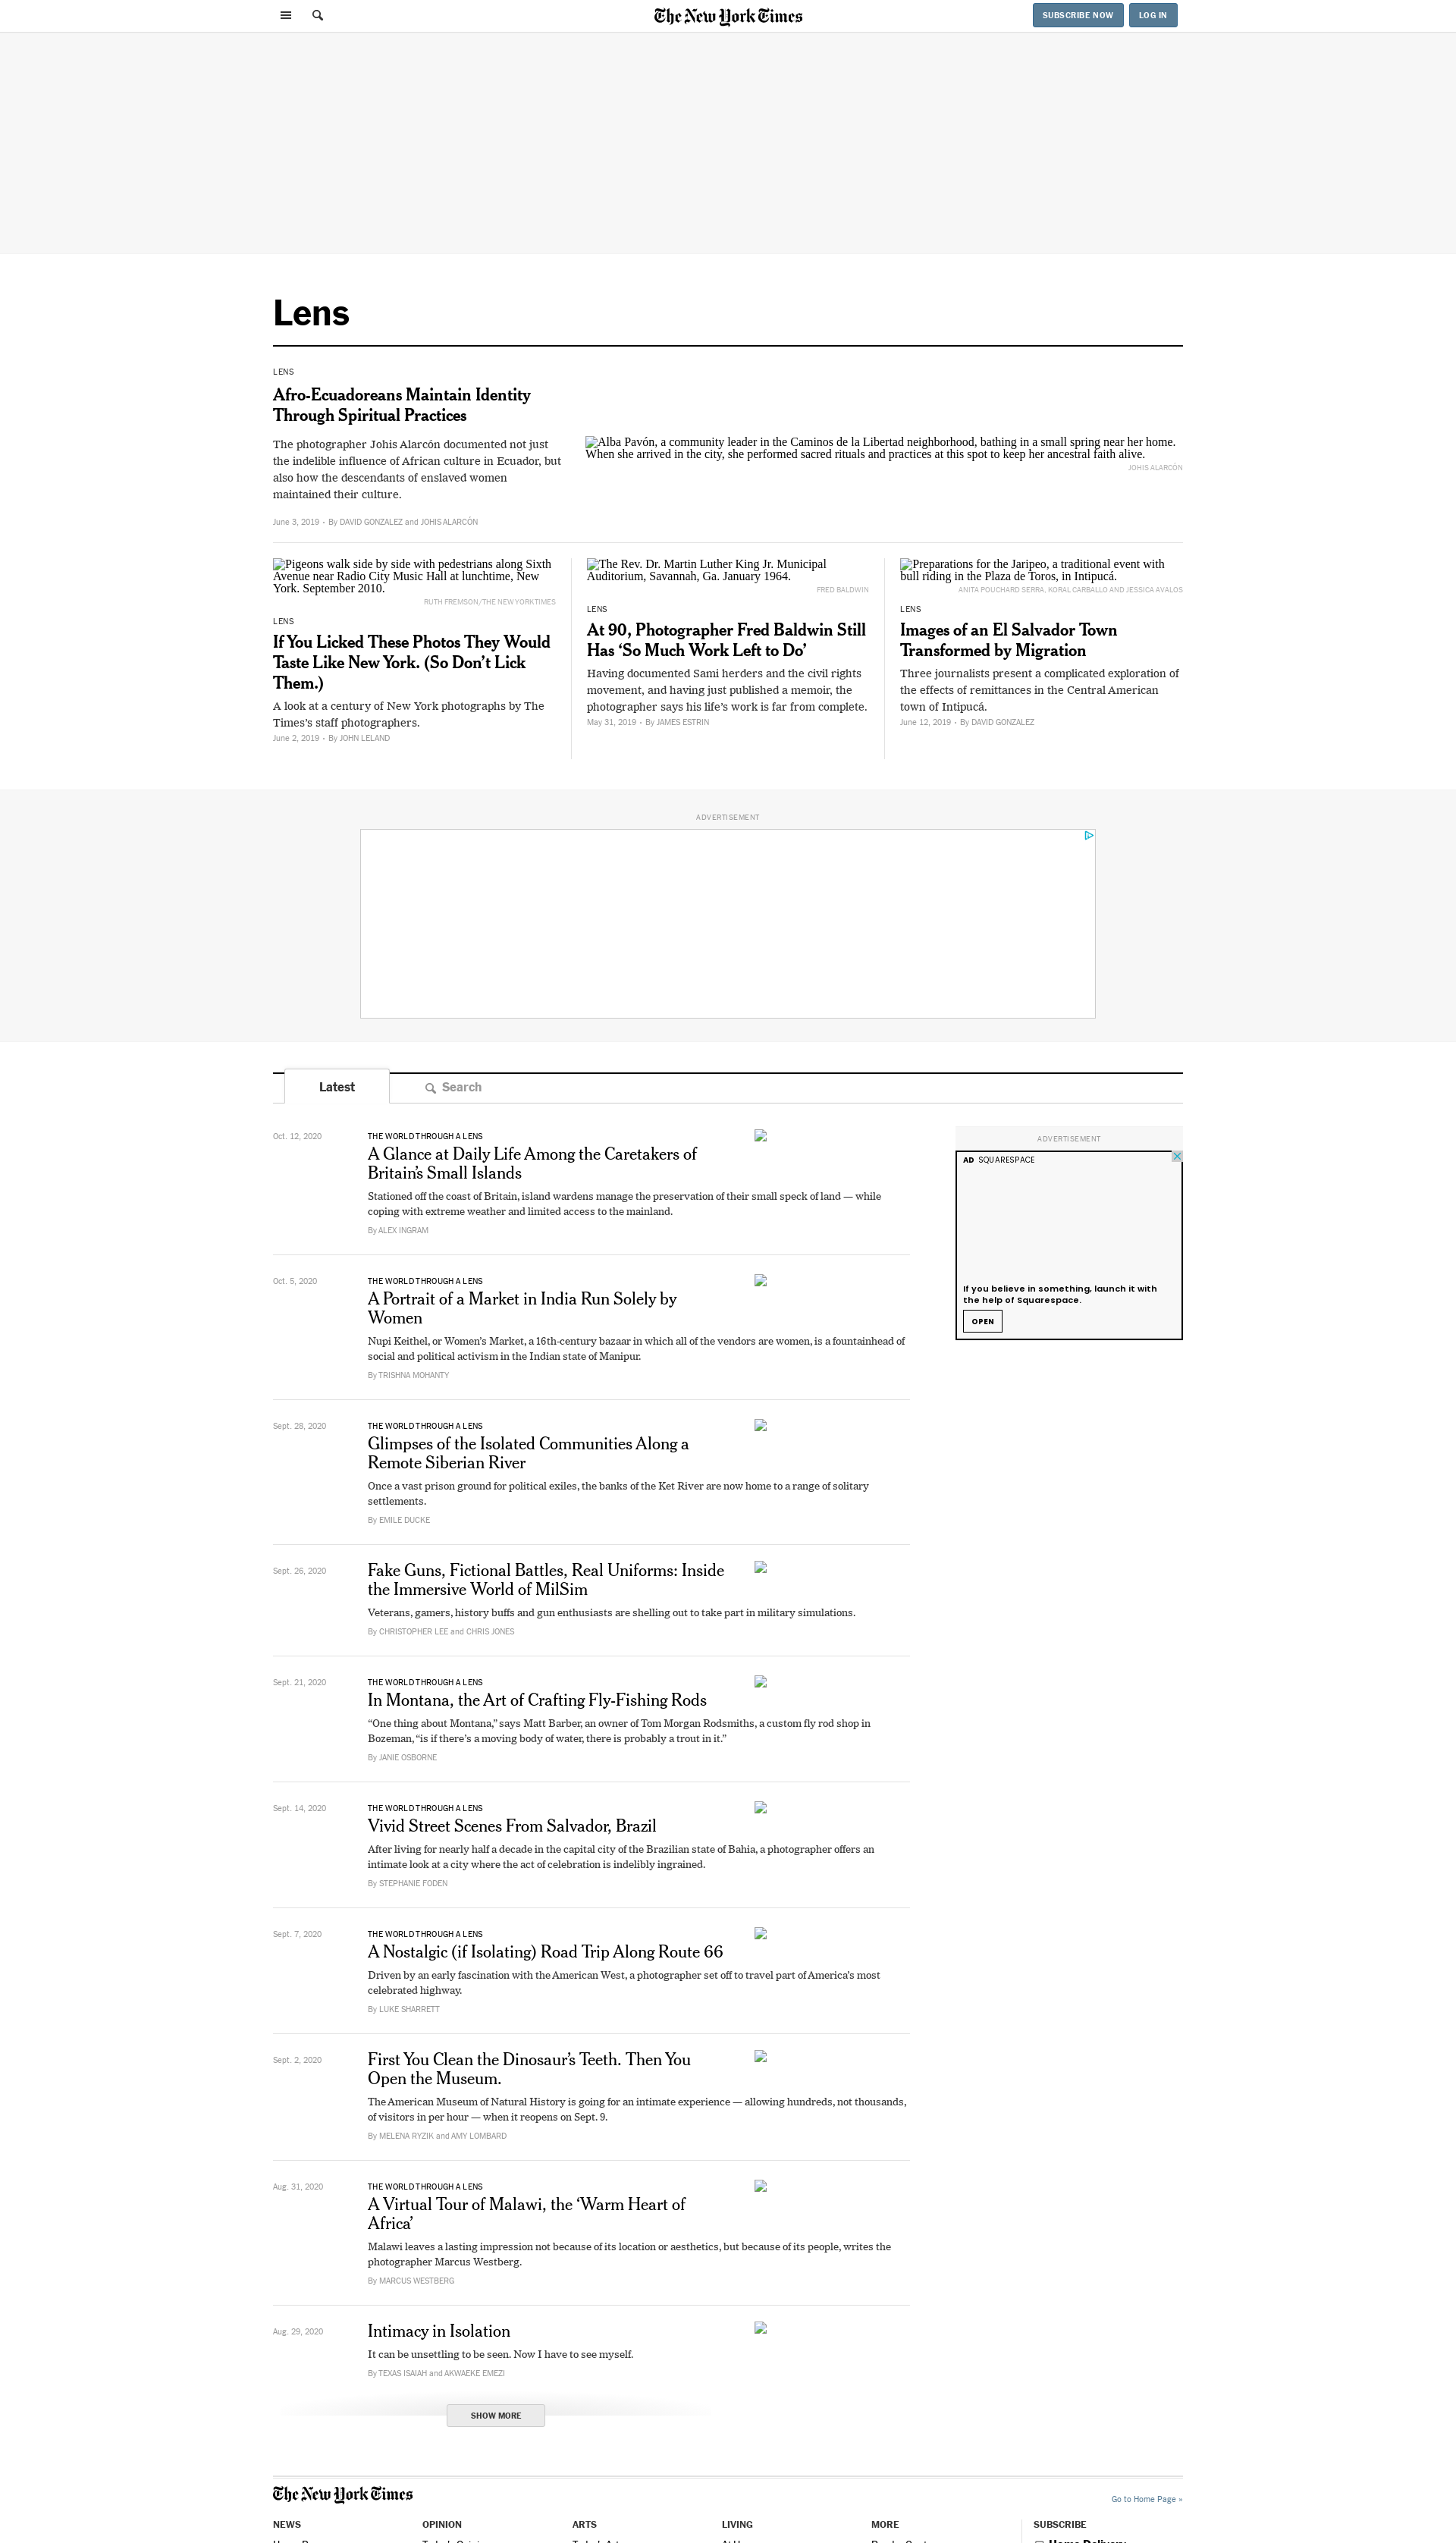 The New York Times
SUBSCRIBE NOW
LOG IN
Lens
LENS
Afro-Ecuadoreans Maintain Identity
Through Spiritual Practices
The photographer Johis Alarcón documented not just
the indelible influence of African culture in Ecuador, but
also how the descendants of enslaved women
maintained their culture.
June 3, 2019 • By DAVID GONZALEZ and JOHIS ALARCÓN
Alba Pavón, a community leader in the Caminos de la Libertad neighborhood, bathing in a small spring near her home.
When she arrived in the city, she performed sacred rituals and practices at this spot to keep her ancestral faith alive.
JOHIS ALARCÓN
Pigeons walk side by side with pedestrians along Sixth
Avenue near Radio City Music Hall at lunchtime, New
York. September 2010.
RUTH FREMSON/THE NEW YORK TIMES
LENS
If You Licked These Photos They Would
Taste Like New York. (So Don’t Lick
Them.)
A look at a century of New York photographs by The
Times’s staff photographers.
June 2, 2019 • By JOHN LELAND
The Rev. Dr. Martin Luther King Jr. Municipal
Auditorium, Savannah, Ga. January 1964.
FRED BALDWIN
LENS
At 90, Photographer Fred Baldwin Still
Has ‘So Much Work Left to Do’
Having documented Sami herders and the civil rights
movement, and having just published a memoir, the
photographer says his life’s work is far from complete.
May 31, 2019 • By JAMES ESTRIN
Preparations for the Jaripeo, a traditional event with
bull riding in the Plaza de Toros, in Intipucá.
ANITA POUCHARD SERRA, KORAL CARBALLO AND JESSICA AVALOS
LENS
Images of an El Salvador Town
Transformed by Migration
Three journalists present a complicated exploration of
the effects of remittances in the Central American
town of Intipucá.
June 12, 2019 • By DAVID GONZALEZ
ADVERTISEMENT
Latest
Search
Oct. 12, 2020
THE WORLD THROUGH A LENS
A Glance at Daily Life Among the Caretakers of
Britain’s Small Islands
Stationed off the coast of Britain, island wardens manage the preservation of their small speck of land — while
coping with extreme weather and limited access to the mainland.
By ALEX INGRAM
ADVERTISEMENT
AD SQUARESPACE
If you believe in something, launch it with
the help of Squarespace.
OPEN
Oct. 5, 2020
THE WORLD THROUGH A LENS
A Portrait of a Market in India Run Solely by
Women
Nupi Keithel, or Women’s Market, a 16th-century bazaar in which all of the vendors are women, is a fountainhead of
social and political activism in the Indian state of Manipur.
By TRISHNA MOHANTY
Sept. 28, 2020
THE WORLD THROUGH A LENS
Glimpses of the Isolated Communities Along a
Remote Siberian River
Once a vast prison ground for political exiles, the banks of the Ket River are now home to a range of solitary
settlements.
By EMILE DUCKE
Sept. 26, 2020
Fake Guns, Fictional Battles, Real Uniforms: Inside
the Immersive World of MilSim
Veterans, gamers, history buffs and gun enthusiasts are shelling out to take part in military simulations.
By CHRISTOPHER LEE and CHRIS JONES
Sept. 21, 2020
THE WORLD THROUGH A LENS
In Montana, the Art of Crafting Fly-Fishing Rods
“One thing about Montana,” says Matt Barber, an owner of Tom Morgan Rodsmiths, a custom fly rod shop in
Bozeman, “is if there’s a moving body of water, there is probably a trout in it.”
By JANIE OSBORNE
Sept. 14, 2020
THE WORLD THROUGH A LENS
Vivid Street Scenes From Salvador, Brazil
After living for nearly half a decade in the capital city of the Brazilian state of Bahia, a photographer offers an
intimate look at a city where the act of celebration is indelibly ingrained.
By STEPHANIE FODEN
Sept. 7, 2020
THE WORLD THROUGH A LENS
A Nostalgic (if Isolating) Road Trip Along Route 66
Driven by an early fascination with the American West, a photographer set off to travel part of America’s most
celebrated highway.
By LUKE SHARRETT
Sept. 2, 2020
First You Clean the Dinosaur’s Teeth. Then You
Open the Museum.
The American Museum of Natural History is going for an intimate experience — allowing hundreds, not thousands,
of visitors in per hour — when it reopens on Sept. 9.
By MELENA RYZIK and AMY LOMBARD
Aug. 31, 2020
THE WORLD THROUGH A LENS
A Virtual Tour of Malawi, the ‘Warm Heart of
Africa’
Malawi leaves a lasting impression not because of its location or aesthetics, but because of its people, writes the
photographer Marcus Westberg.
By MARCUS WESTBERG
Aug. 29, 2020
Intimacy in Isolation
It can be unsettling to be seen. Now I have to see myself.
By TEXAS ISAIAH and AKWAEKE EMEZI
SHOW MORE
The New York Times
Go to Home Page »
NEWS
OPINION
ARTS
LIVING
MORE
SUBSCRIBE